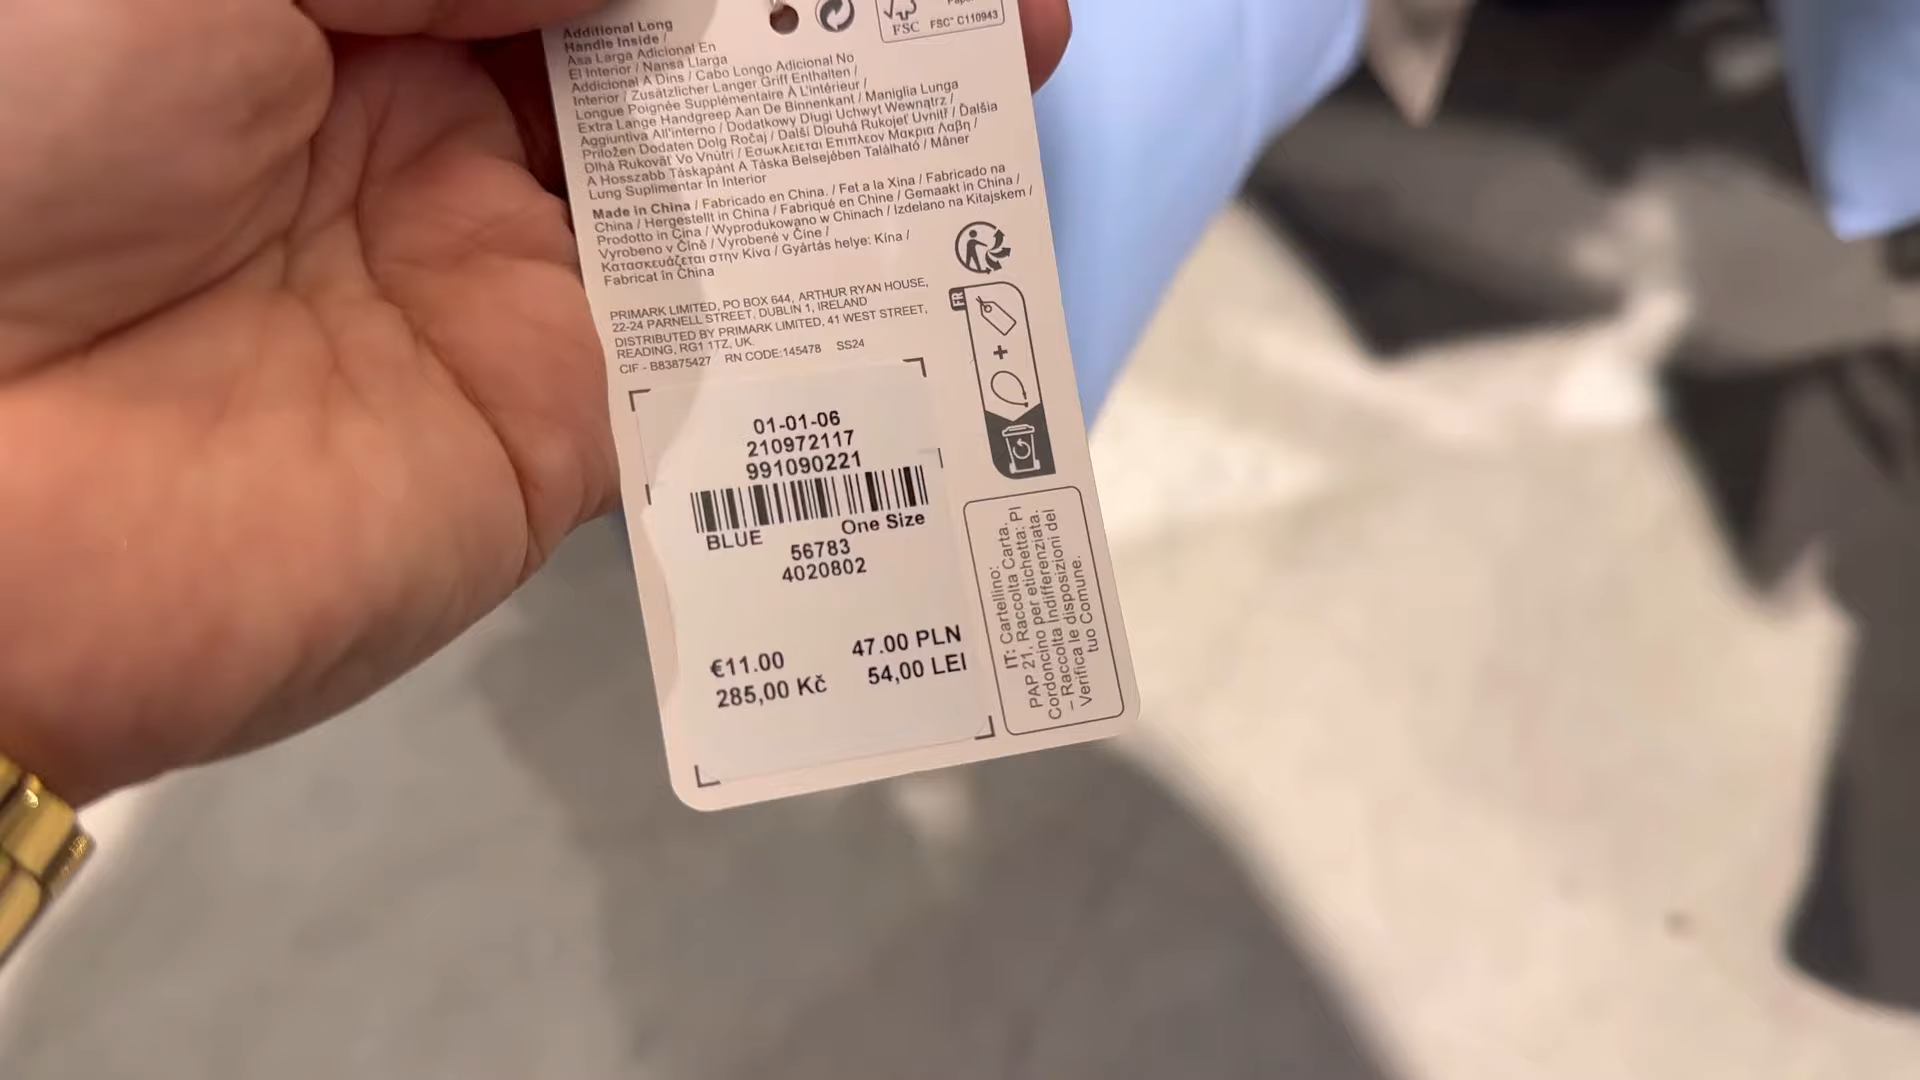 Additional Long
Handle Inside /
Asa Larga Adicional En
El Interior / Nansa Llarga
Addicional A Dins / Cabo Longo Adicional No
Interior / Zusätzlicher Langer Griff Enthalten /
Longue Poignée Supplémentaire À L'intérieur /
Extra Lange Handgreep Aan De Binnenkant / Maniglia Lunga
Aggiuntiva All'interno / Dodatkowy Długi Uchwyt Wewnątrz /
Priložen Dodaten Dolg Ročaj / Další Dlouhá Rukojeť Uvnitř / Ďalšia
Dlhá Rukoväť Vo Vnútri / Εσωκλείεται Επιπλεον Μακρια Λαβη /
A Hosszabb Táskapánt A Táska Belsejében Található / Mâner
Lung Suplimentar În Interior
Made in China / Fabricado en China. / Fet a la Xina / Fabricado na
China / Hergestellt in China / Fabriqué en Chine / Gemaakt in China /
Prodotto in Cina / Wyprodukowano w Chinach / Izdelano na Kitajskem /
Vyrobeno v Číně / Vyrobené v Číne /
Κατασκευάζεται στην Κίνα / Gyártás helye: Kína /
Fabricat în China
PRIMARK LIMITED, PO BOX 644, ARTHUR RYAN HOUSE,
22-24 PARNELL STREET, DUBLIN 1, IRELAND
DISTRIBUTED BY PRIMARK LIMITED, 41 WEST STREET,
READING, RG1 1TZ, UK.
CIF - B83875427 RN CODE:145478 SS24
FSC FSC® C110943
FR
01-01-06
210972117
991090221
BLUE One Size
56783
4020802
€11.00 47.00 PLN
285,00 Kč 54,00 LEI
IT: Cartellino:
PAP 21, Raccolta Carta.
Cordoncino per etichetta: PI
– Raccolta Indifferenziata.
Verifica le disposizioni del
tuo Comune.